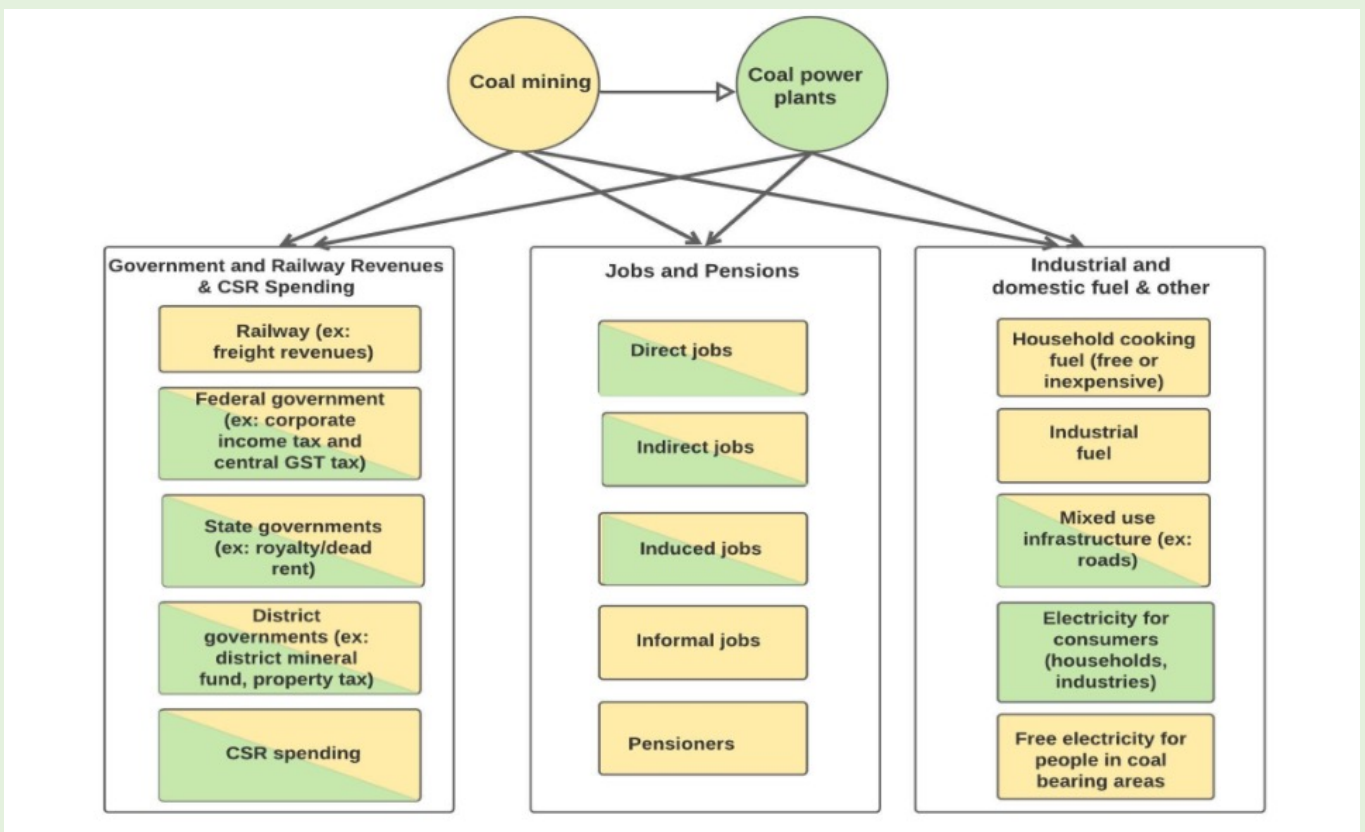 Coal mining
Coal power
plants
Government and Railway Revenues
& CSR Spending
Railway (ex:
freight revenues)
Federal government
(ex: corporate
income tax and
central GST tax)
State governments
(ex: royalty/dead
rent)
District
governments (ex:
district mineral
fund, property tax)
CSR spending
Jobs and Pensions
Direct jobs
Indirect jobs
Induced jobs
Informal jobs
Pensioners
Industrial and
domestic fuel & other
Household cooking
fuel (free or
inexpensive)
Industrial
fuel
Mixed use
infrastructure (ex:
roads)
Electricity for
consumers
(households,
industries)
Free electricity for
people in coal
bearing areas